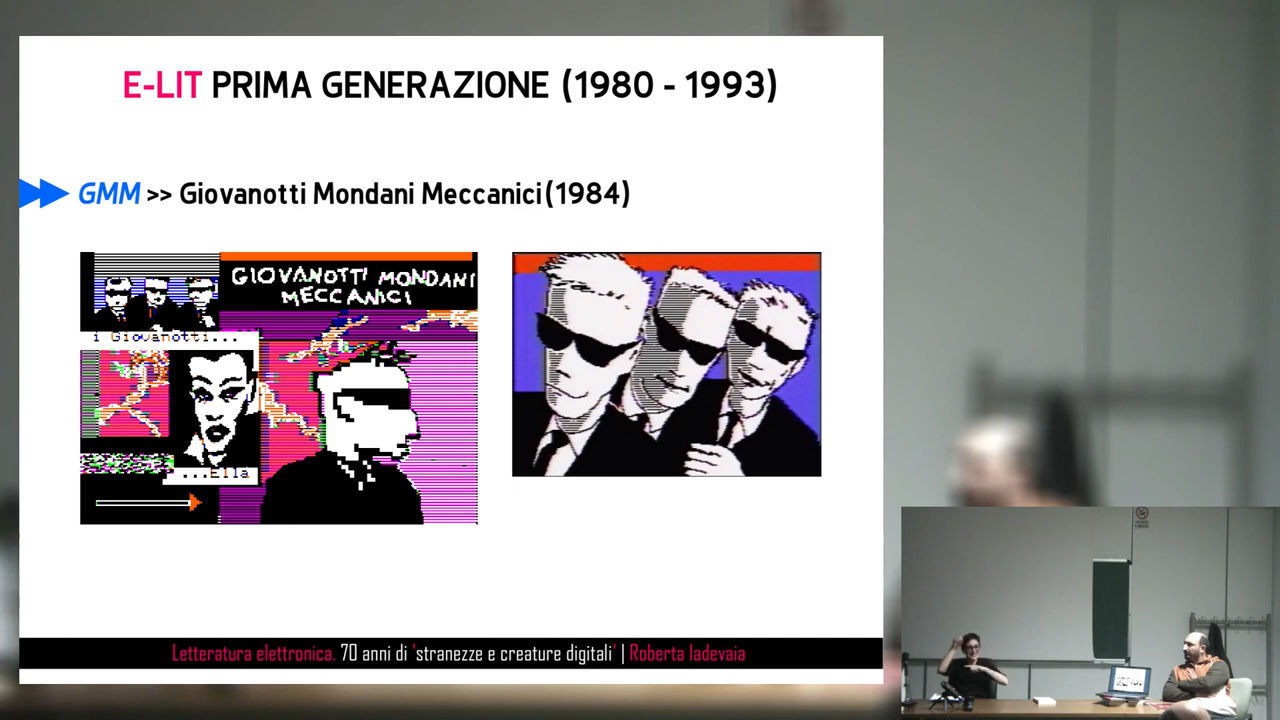 E-LIT PRIMA GENERAZIONE (1980 - 1993)
GMM >> Giovanotti Mondani Meccanici (1984)
GIOVANOTTI MONDANI
MECCANICI
i Giovanotti...
...Ella
Letteratura elettronica. 70 anni di 'stranezze e creature digitali' | Roberta Iadevaia